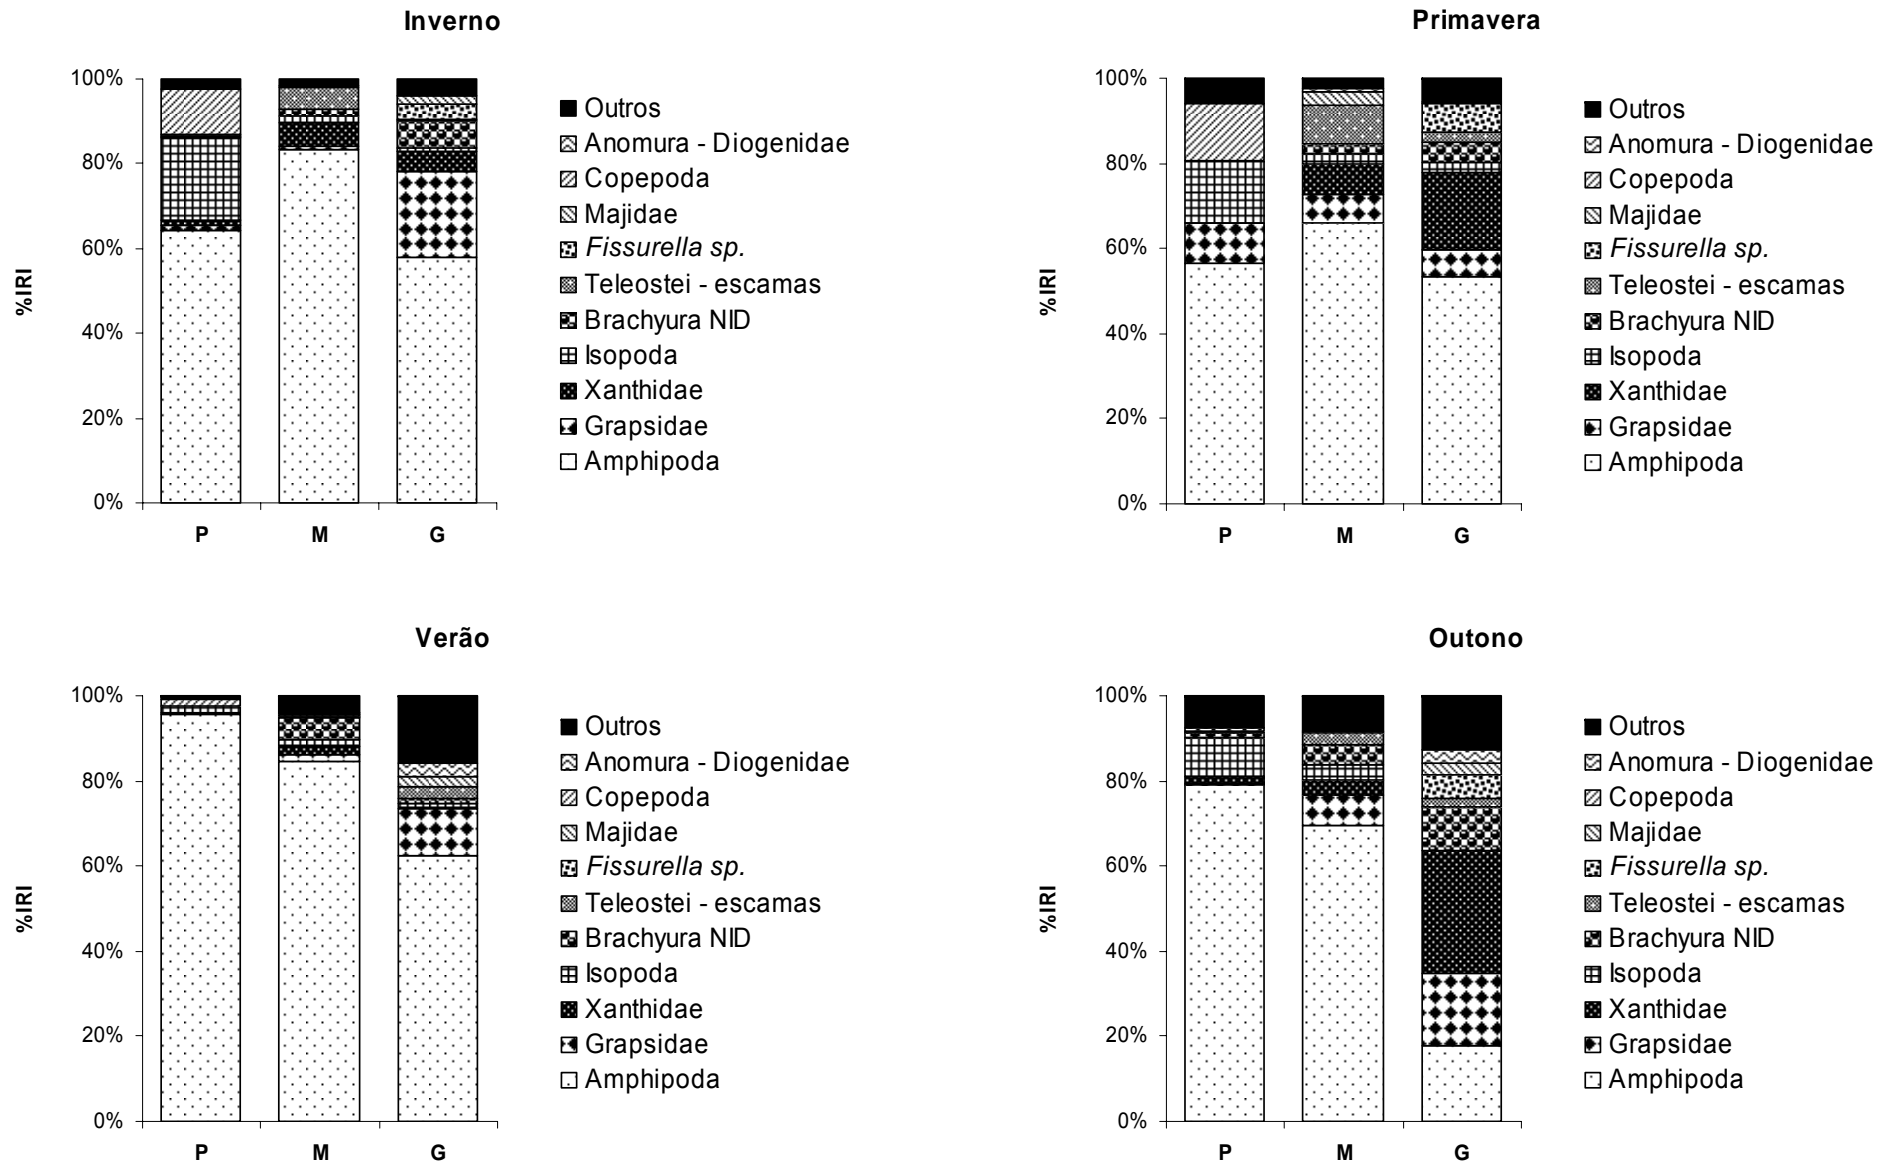 Inverno
%IRI
100%
80%
60%
40%
20%
0%
P M G
Outros
Anomura - Diogenidae
Copepoda
Majidae
Fissurella sp.
Teleostei - escamas
Brachyura NID
Isopoda
Xanthidae
Grapsidae
Amphipoda
Primavera
%IRI
100%
80%
60%
40%
20%
0%
P M G
Outros
Anomura - Diogenidae
Copepoda
Majidae
Fissurella sp.
Teleostei - escamas
Brachyura NID
Isopoda
Xanthidae
Grapsidae
Amphipoda
Verão
%IRI
100%
80%
60%
40%
20%
0%
P M G
Outros
Anomura - Diogenidae
Copepoda
Majidae
Fissurella sp.
Teleostei - escamas
Brachyura NID
Isopoda
Xanthidae
Grapsidae
Amphipoda
Outono
%IRI
100%
80%
60%
40%
20%
0%
P M G
Outros
Anomura - Diogenidae
Copepoda
Majidae
Fissurella sp.
Teleostei - escamas
Brachyura NID
Isopoda
Xanthidae
Grapsidae
Amphipoda